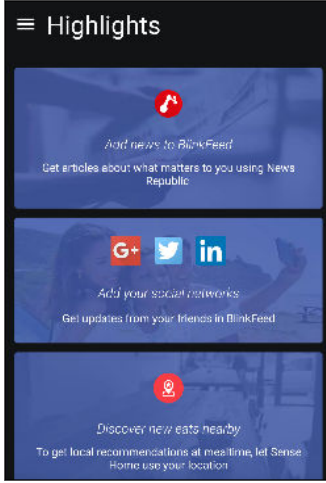 Highlights
Add news to BlinkFeed
Get articles about what matters to you using News
Republic
G+
in
Add your social networks
Get updates from your friends in BlinkFeed
Discover new eats nearby
To get local recommendations at mealtime, let Sense
Home use your location